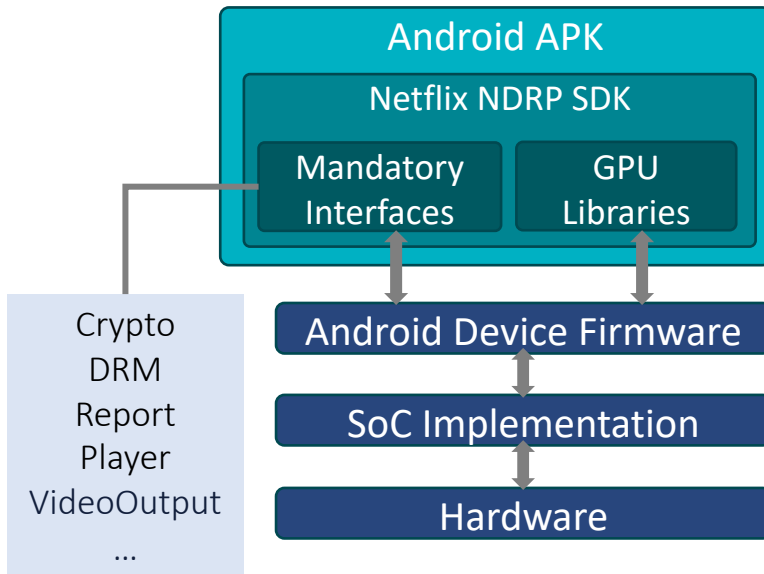 Android APK
Netflix NDRP SDK
Mandatory
Interfaces
GPU
Libraries
Android Device Firmware
SoC Implementation
Hardware
Crypto
DRM
Report
Player
VideoOutput
...